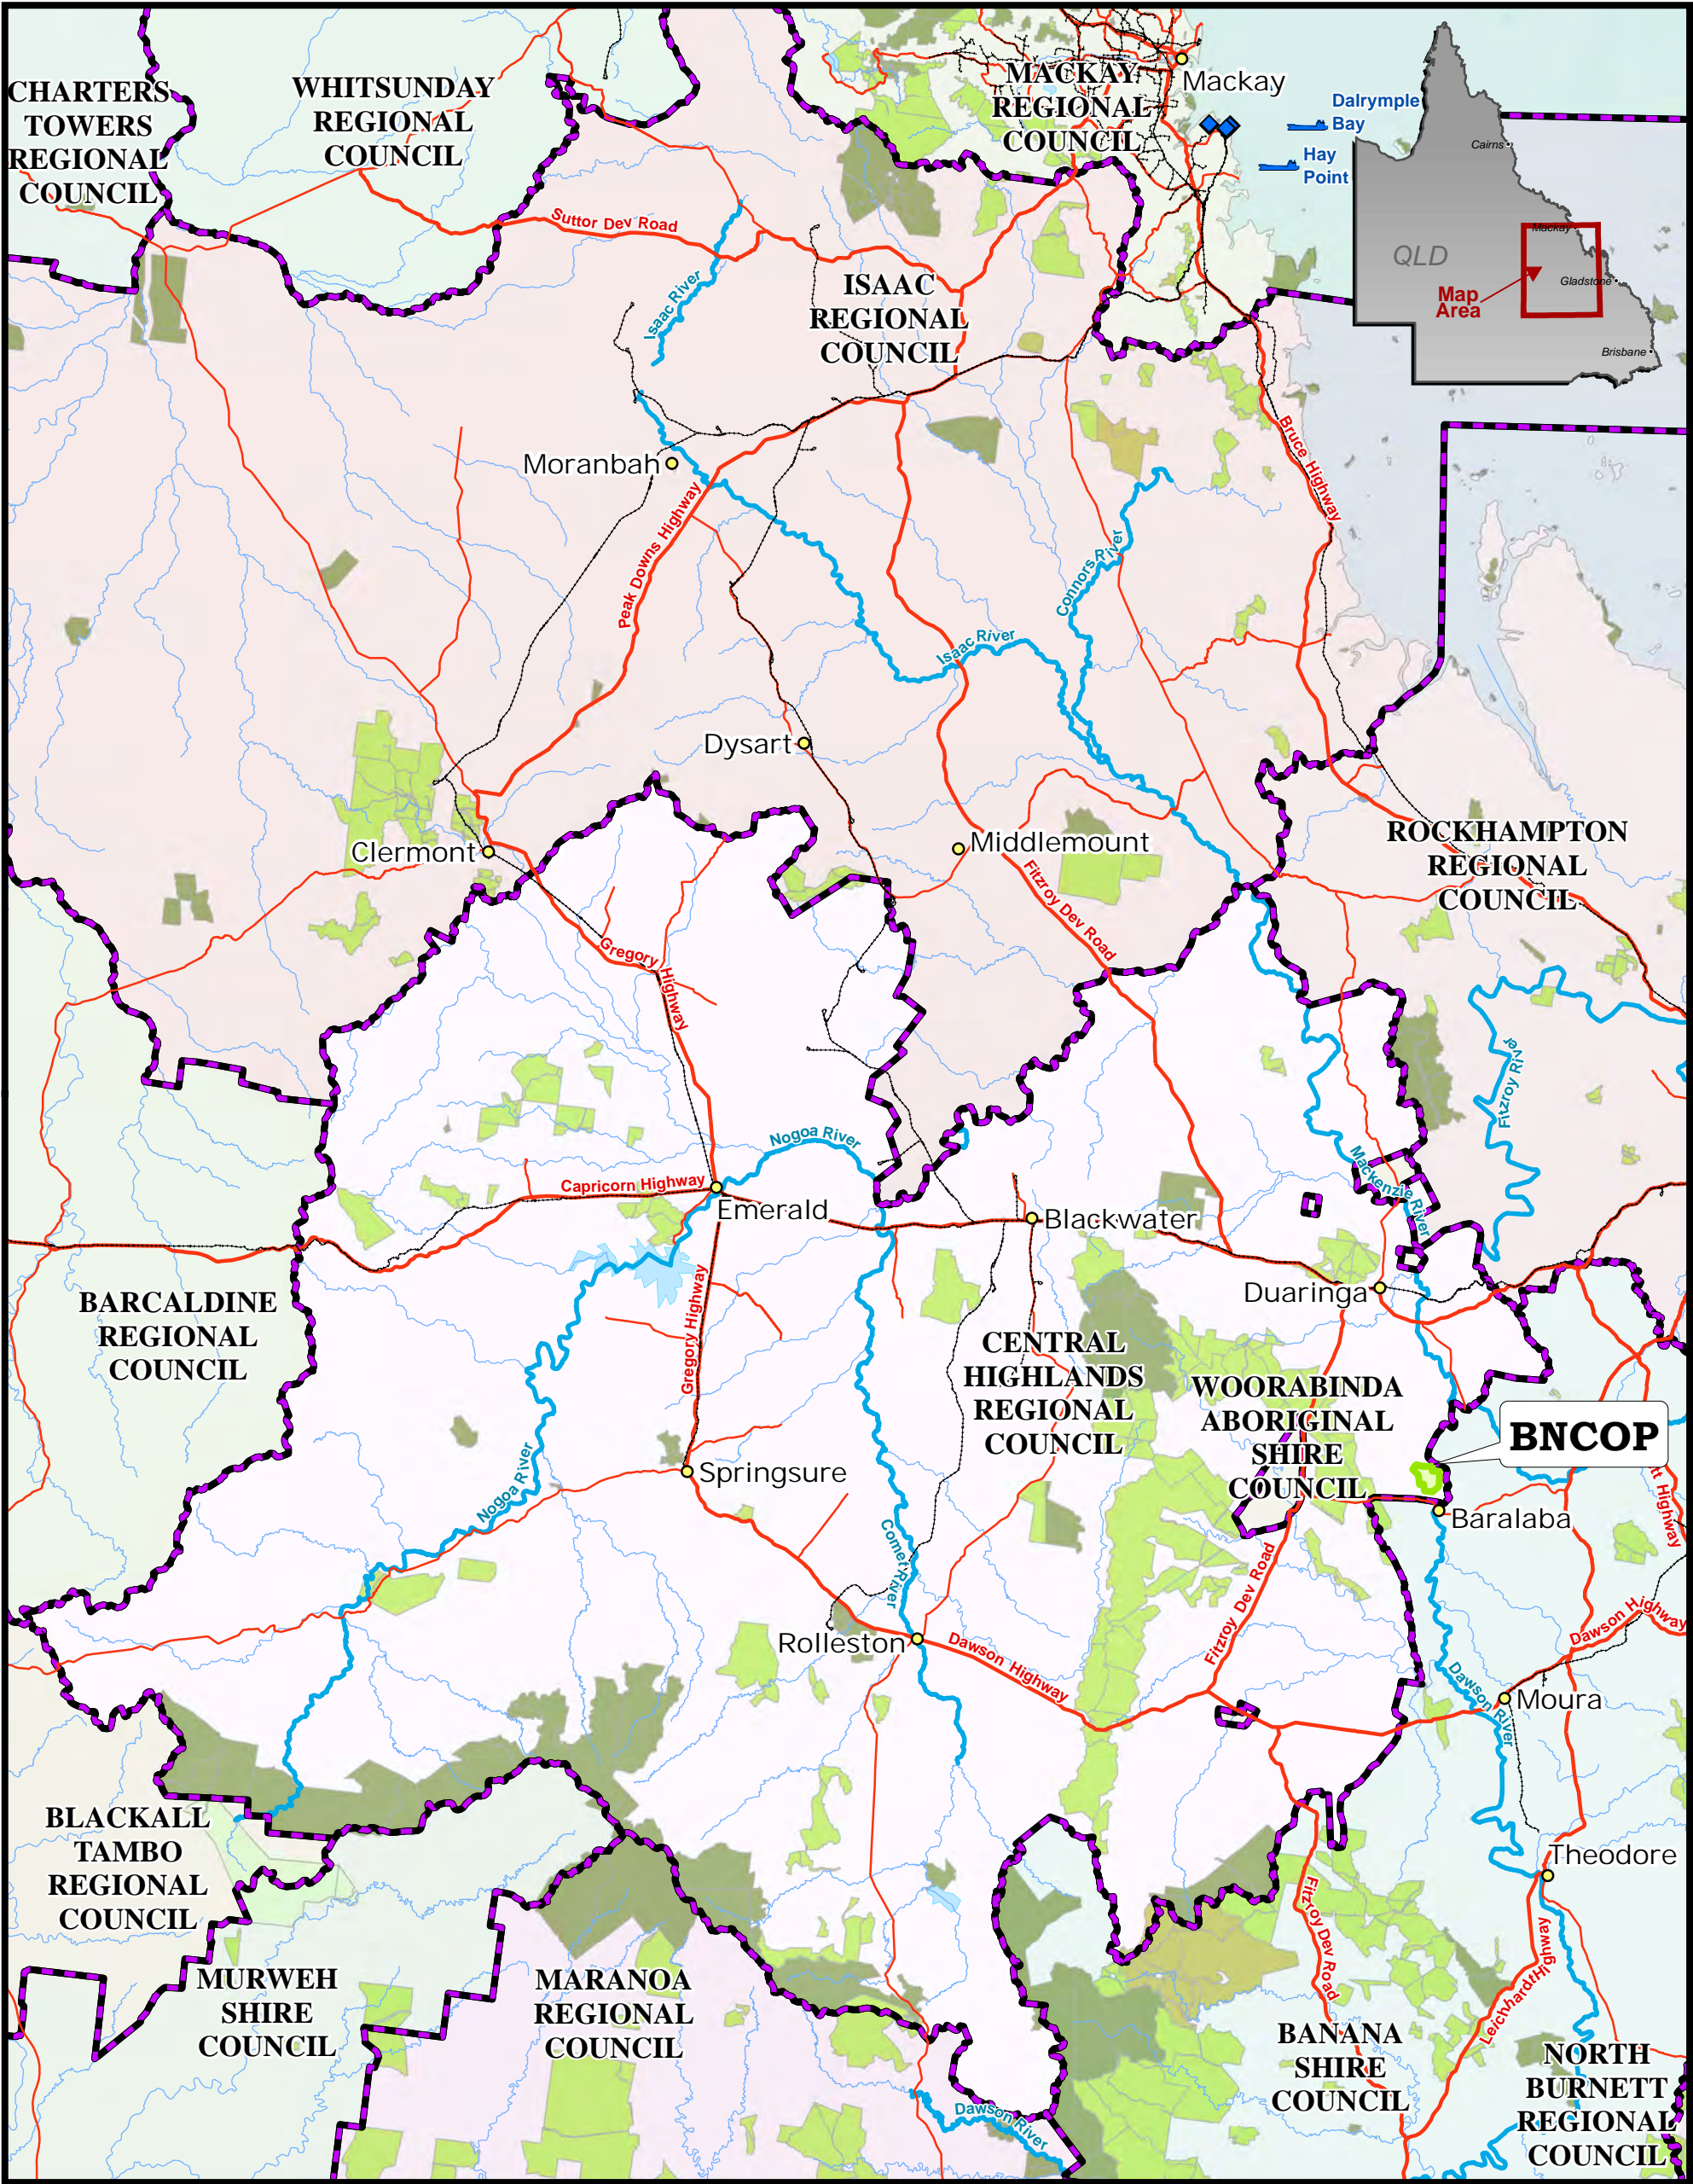 CHARTERS
TOWERS
REGIONAL
COUNCIL
WHITSUNDAY
REGIONAL
COUNCIL
MACKAY
REGIONAL
COUNCIL
Mackay
Dalrymple
Bay
Hay
Point
Cairns
Mackay
QLD
Gladstone
Map
Area
Brisbane
Suttor Dev Road
Isaac River
ISAAC
REGIONAL
COUNCIL
Bruce Highway
Moranbah
Peak Downs Highway
Connors River
Isaac River
Dysart
Middlemount
Clermont
Fitzroy Dev Road
ROCKHAMPTON
REGIONAL
COUNCIL
Gregory Highway
Fitzroy River
Nogoa River
Mackenzie River
Capricorn Highway
Emerald
Blackwater
Duaringa
BARCALDINE
REGIONAL
COUNCIL
Gregory Highway
CENTRAL
HIGHLANDS
REGIONAL
COUNCIL
WOORABINDA
ABORIGINAL
SHIRE
COUNCIL
BNCOP
Springsure
Nogoa River
tt Highway
Baralaba
Comet River
Fitzroy Dev Road
Rolleston
Dawson Highway
Dawson Highway
Dawson River
Moura
BLACKALL
TAMBO
REGIONAL
COUNCIL
Theodore
Fitzroy Dev Road
Leichhardt Highway
MURWEH
SHIRE
COUNCIL
MARANOA
REGIONAL
COUNCIL
BANANA
SHIRE
COUNCIL
NORTH
BURNETT
REGIONAL
COUNCIL
Dawson River